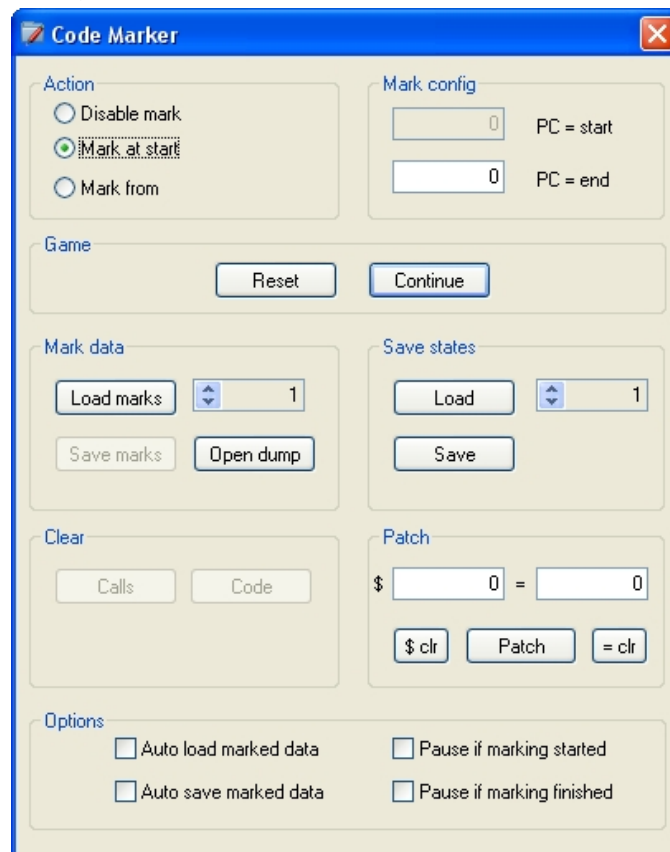 Code Marker
Action
Disable mark
Mark at start
Mark from
Mark config
0 PC = start
0 PC = end
Game
Reset Continue
Mark data
Load marks 1
Save marks Open dump
Save states
Load 1
Save
Clear
Calls Code
Patch
$ 0 = 0
$ clr Patch = clr
Options
Auto load marked data Pause if marking started
Auto save marked data Pause if marking finished